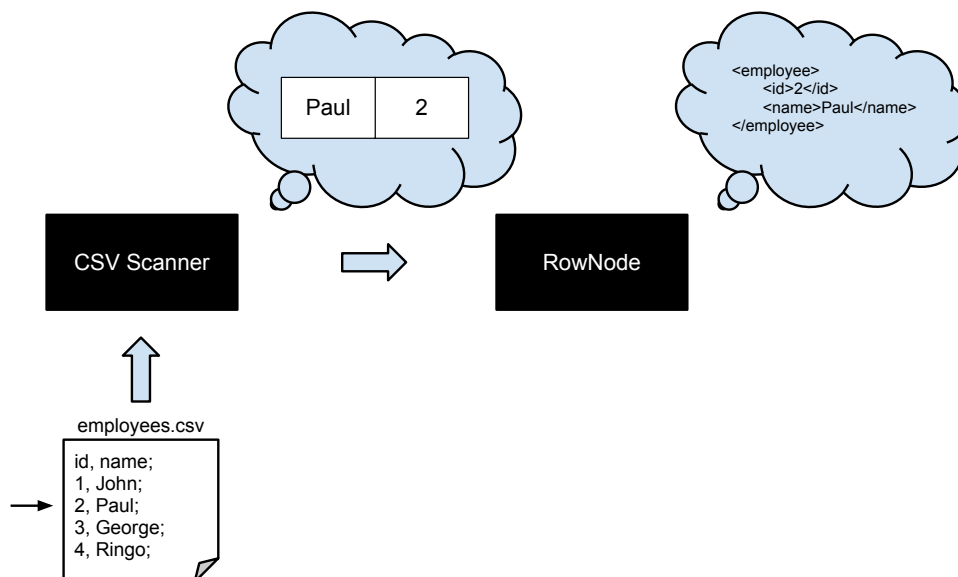 Paul 2
<employee>
<id>2</id>
<name>Paul</name>
</employee>
CSV Scanner
RowNode
employees.csv
id, name;
1, John;
2, Paul;
3, George;
4, Ringo;